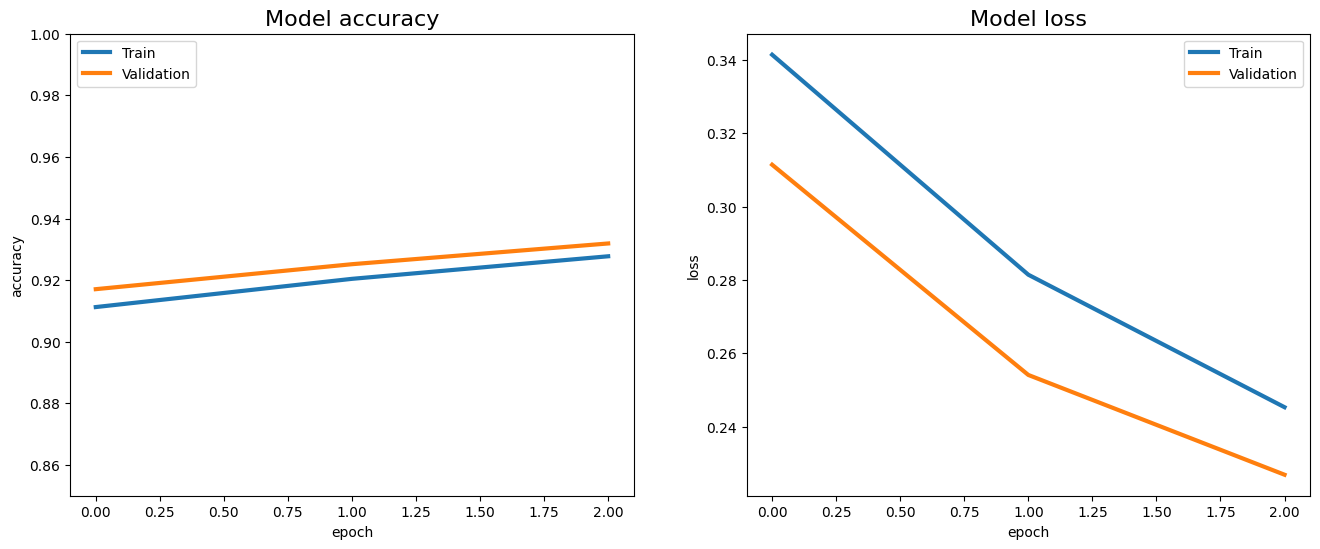 Model accuracy
1.00
0.98
0.96
0.94
0.92
0.90
0.88
0.86
accuracy
Train
Validation
0.00 0.25 0.50 0.75 1.00 1.25 1.50 1.75 2.00
epoch
Model loss
0.34
0.32
0.30
0.28
0.26
0.24
loss
Train
Validation
0.00 0.25 0.50 0.75 1.00 1.25 1.50 1.75 2.00
epoch